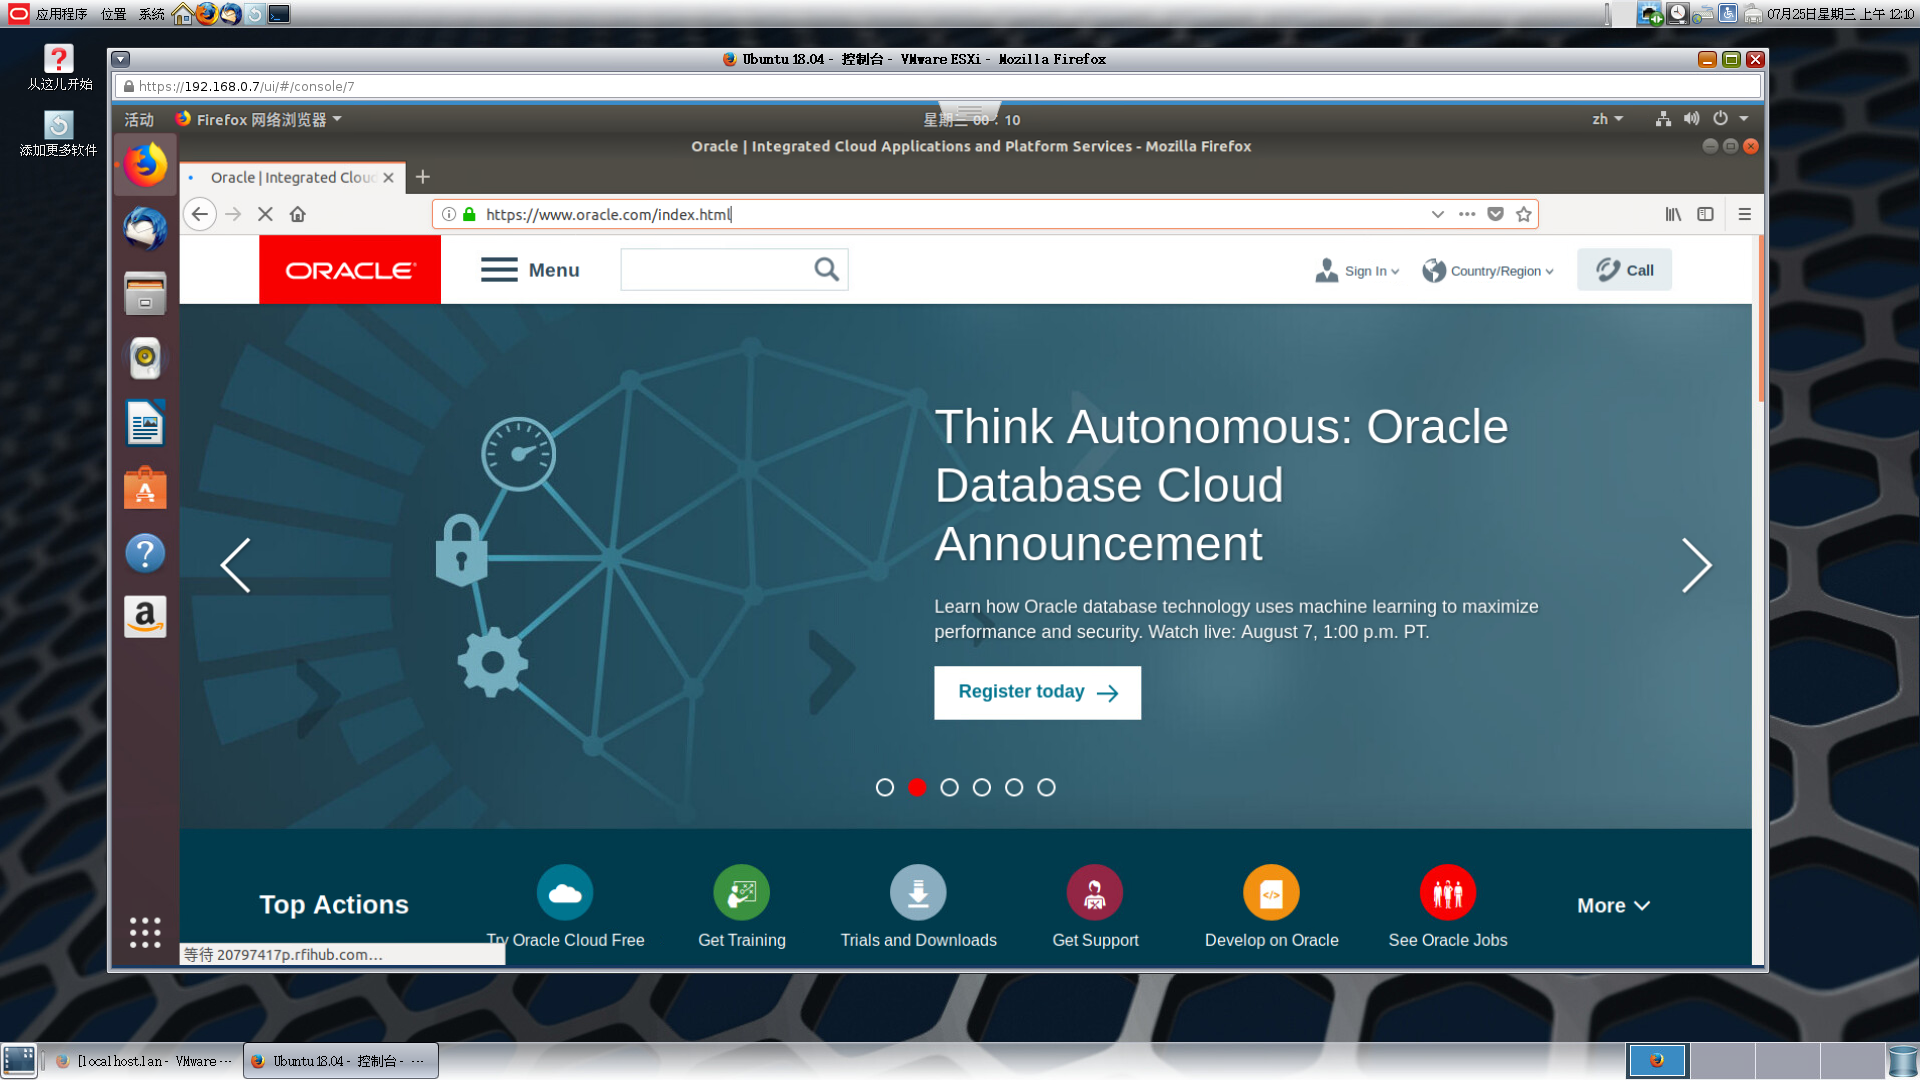 应用程序 位置 系统
07月25日星期三 上午 12:10
从这儿开始
添加更多软件
Ubuntu 18.04 - 控制台 - VMware ESXi - Mozilla Firefox
https://192.168.0.7/ui/#/console/7
活动 Firefox 网络浏览器
00 : 10
zh
Oracle | Integrated Cloud Applications and Platform Services - Mozilla Firefox
Oracle | Integrated Cloud
https://www.oracle.com/index.html
ORACLE
Menu
Sign In
Country/Region
Call
Think Autonomous: Oracle
Database Cloud
Announcement
Learn how Oracle database technology uses machine learning to maximize
performance and security. Watch live: August 7, 1:00 p.m. PT.
Register today
Top Actions
Try Oracle Cloud Free
Get Training
Trials and Downloads
Get Support
Develop on Oracle
See Oracle Jobs
More
等待 20797417p.rfihub.com…
[localhost.lan - VMware ...
Ubuntu 18.04 - 控制台 - ...